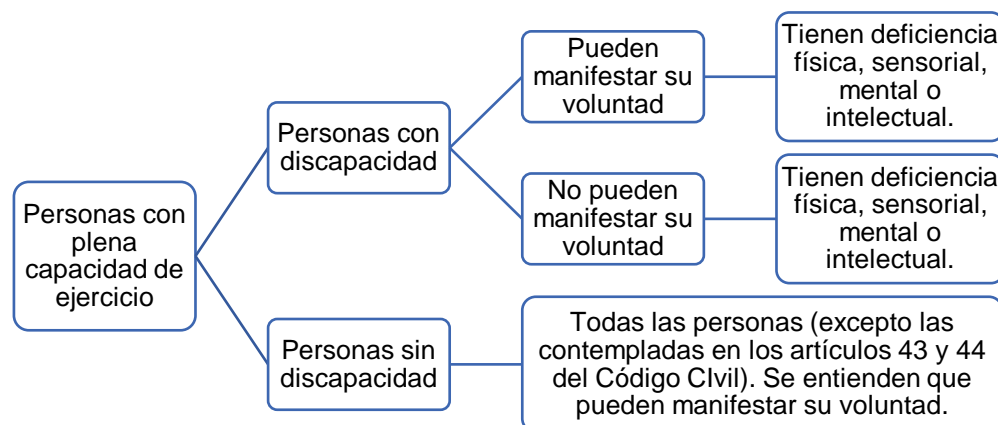 Personas con
plena
capacidad de
ejercicio
Personas con
discapacidad
Pueden
manifestar su
voluntad
Tienen deficiencia
física, sensorial,
mental o
intelectual.
No pueden
manifestar su
voluntad
Tienen deficiencia
física, sensorial,
mental o
intelectual.
Personas sin
discapacidad
Todas las personas (excepto las
contempladas en los artículos 43 y 44
del Código CIvil). Se entienden que
pueden manifestar su voluntad.